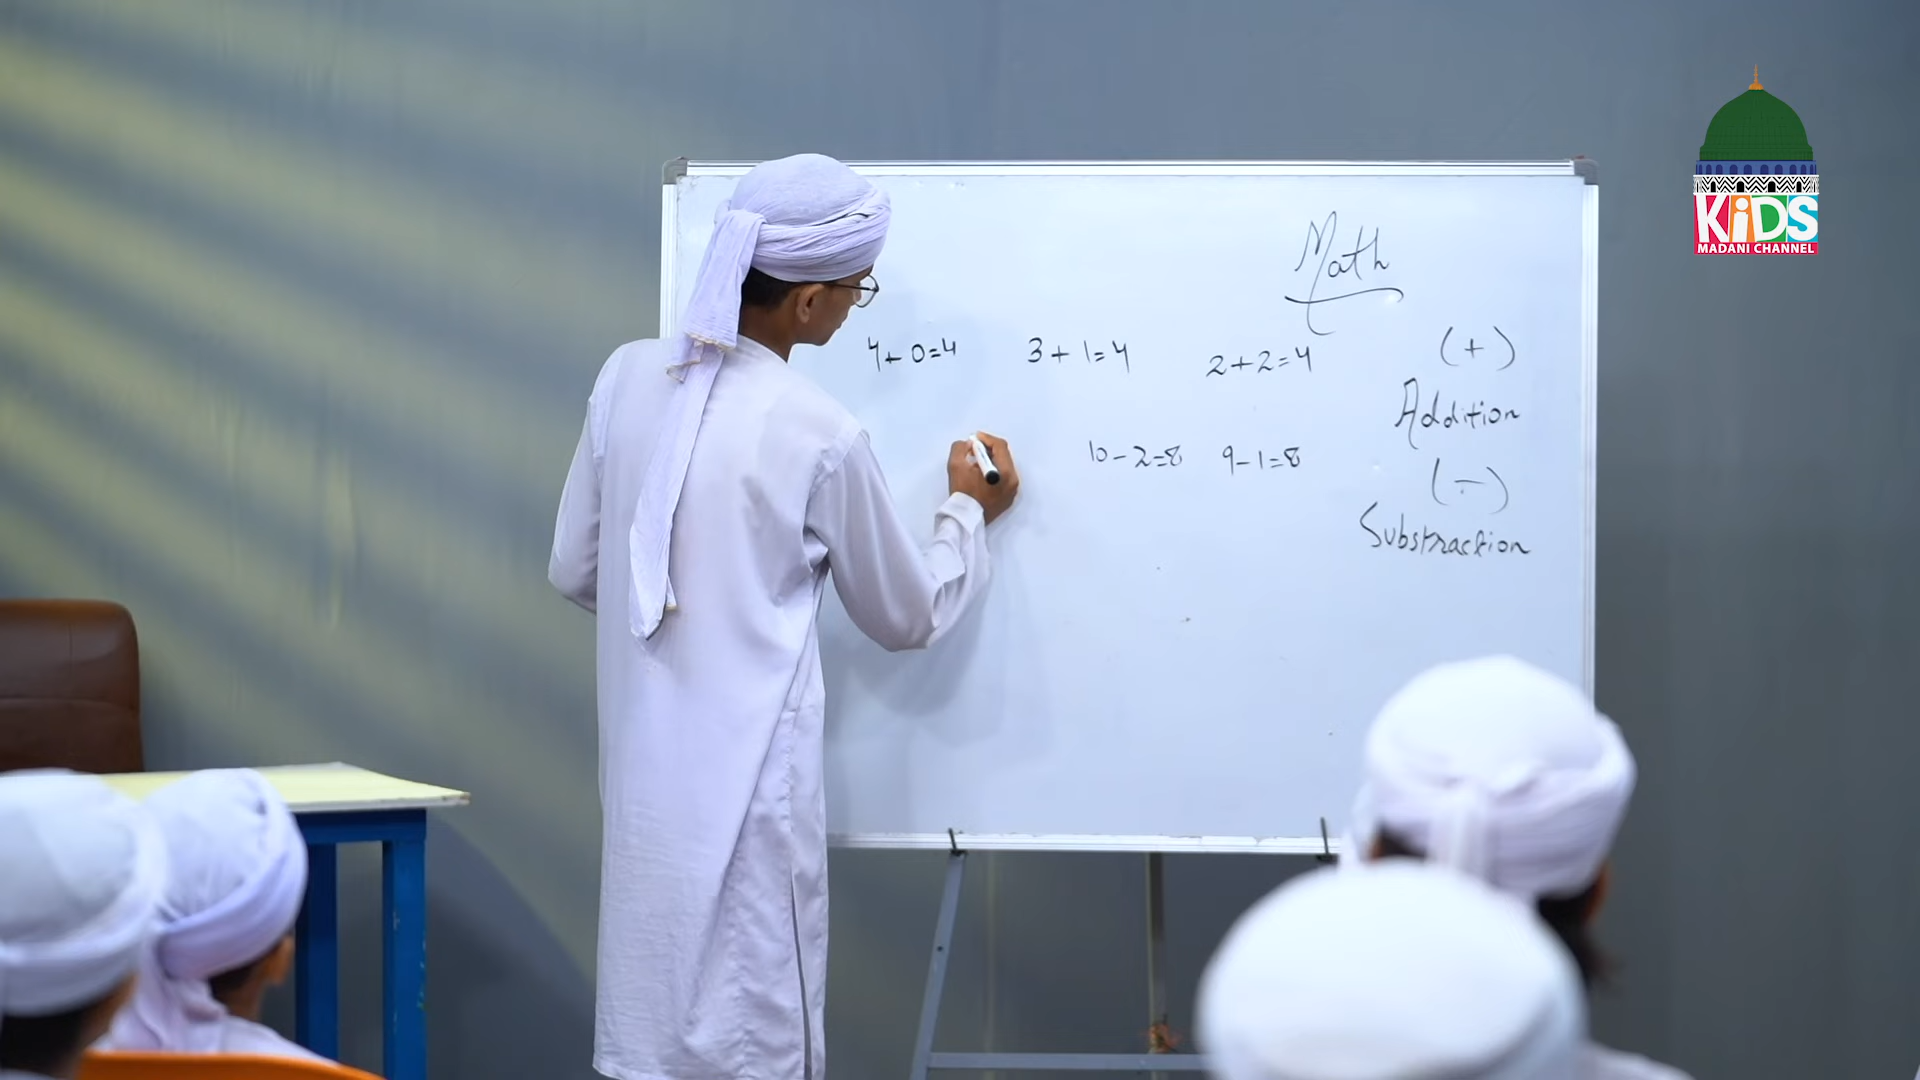 KiDS
MADANI CHANNEL
Math
4+0=4 3+1=4 2+2=4 (+)
Addition
10-2=8 9-1=8 (-)
Substraction